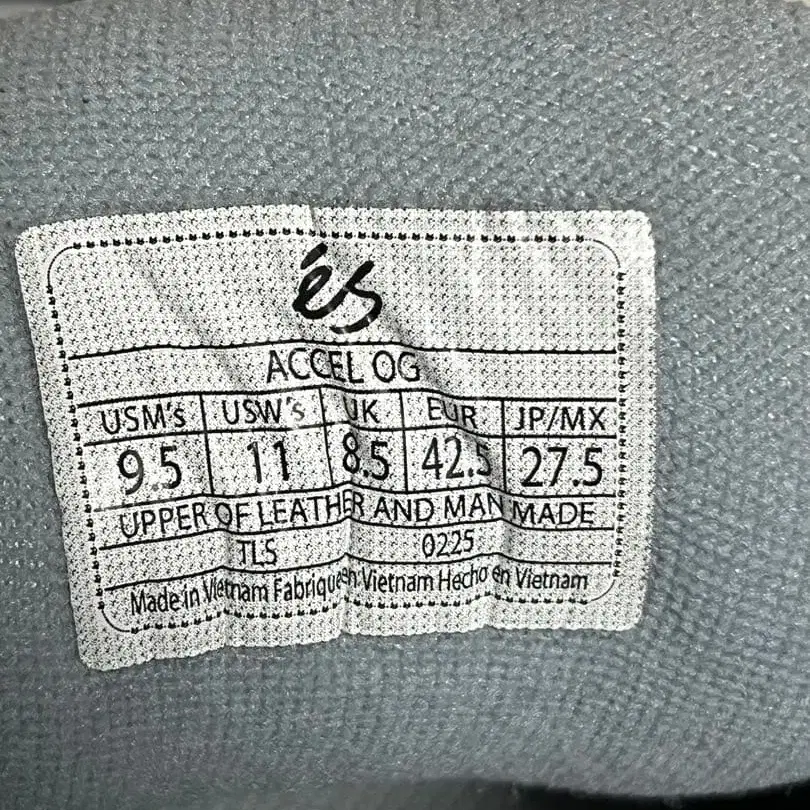 éS
ACCEL OG
USM's USW's UK EUR JP/MX
9.5 11 8.5 42.5 27.5
UPPER OF LEATHER AND MAN MADE
TLS 0225
Made in Vietnam Fabrique en Vietnam Hecho en Vietnam